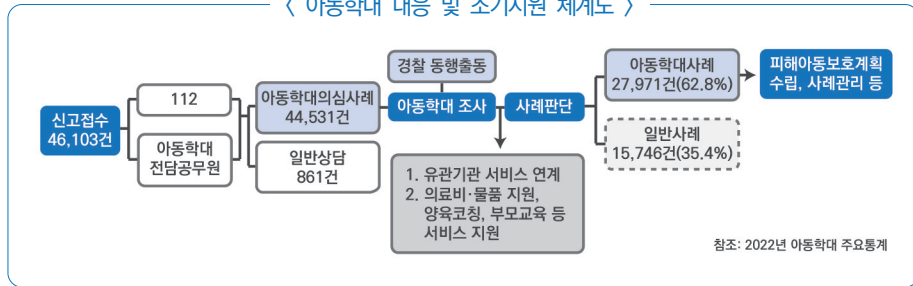 < 아동학대 대응 및 조기지원 체계도 >
신고접수
46,103건
112
아동학대
전담공무원
아동학대의심사례
44,531건
일반상담
861건
경찰 동행출동
아동학대 조사
사례판단
1. 유관기관 서비스 연계
2. 의료비·물품 지원,
양육코칭, 부모교육 등
서비스 지원
아동학대사례
27,971건(62.8%)
일반사례
15,746건(35.4%)
피해아동보호계획
수립, 사례관리 등
참조: 2022년 아동학대 주요통계